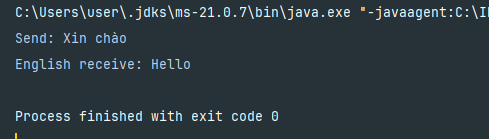 C:\Users\user\.jdks\ms-21.0.7\bin\java.exe "-javaagent:C:\
Send: Xin chào
English receive: Hello
Process finished with exit code 0